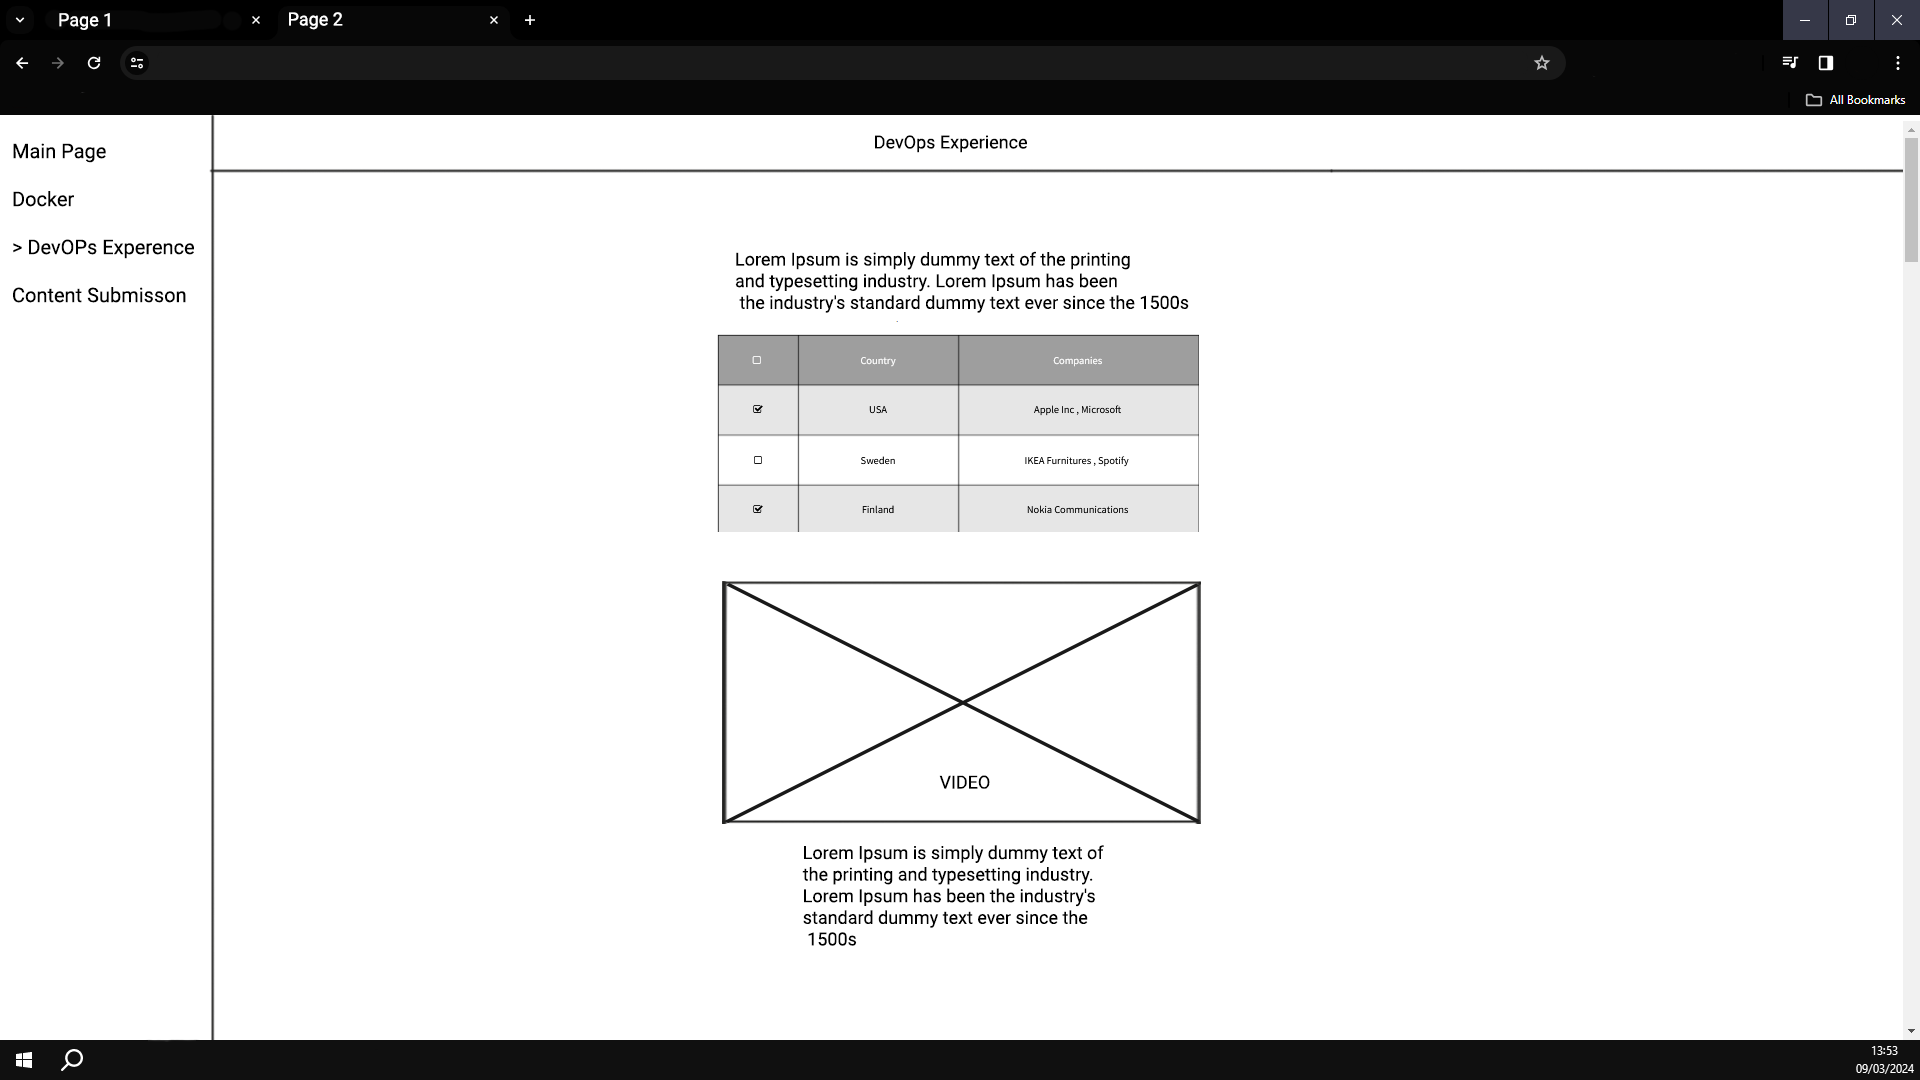 Page 1
Page 2
All Bookmarks
Main Page
Docker
> DevOPs Experence
Content Submisson
DevOps Experience
Lorem Ipsum is simply dummy text of the printing
and typesetting industry. Lorem Ipsum has been
the industry's standard dummy text ever since the 1500s
Country Companies
USA Apple Inc , Microsoft
Sweden IKEA Furnitures , Spotify
Finland Nokia Communications
VIDEO
Lorem Ipsum is simply dummy text of
the printing and typesetting industry.
Lorem Ipsum has been the industry's
standard dummy text ever since the
1500s
13:53
09/03/2024